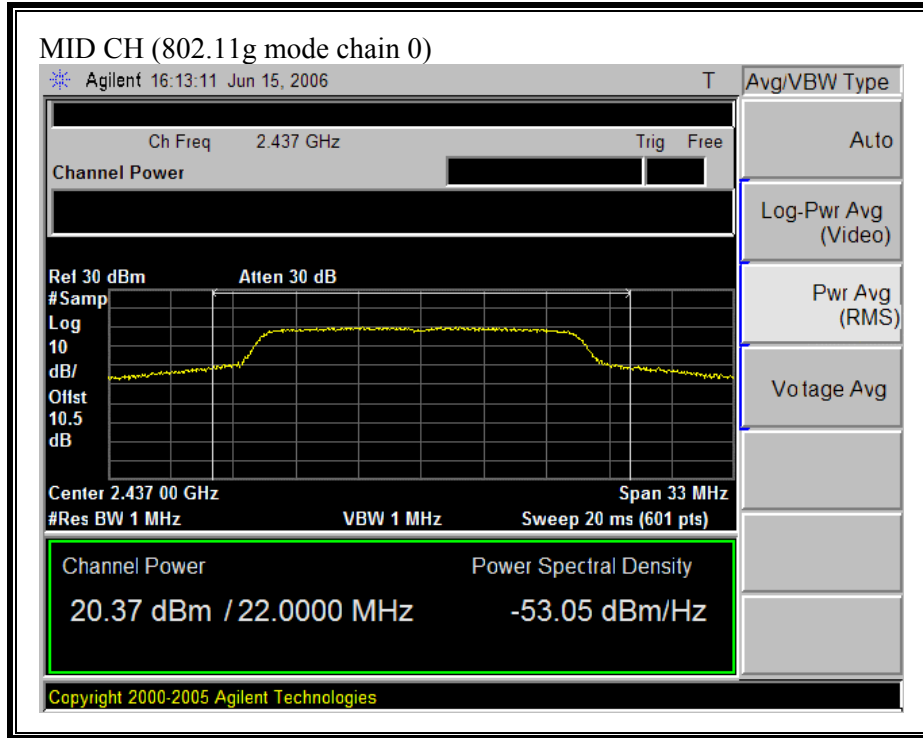 MID CH (802.11g mode chain 0)
Agilent 16:13:11 Jun 15, 2006 T
Avg/VBW Type
Ch Freq 2.437 GHz Trig Free
Channel Power
Auto
Log-Pwr Avg
(Video)
Pwr Avg
(RMS)
Vo tage Avg
Ref 30 dBm Atten 30 dB
#Samp
Log
10
dB/
Offst
10.5
dB
Center 2.437 00 GHz Span 33 MHz
#Res BW 1 MHz VBW 1 MHz Sweep 20 ms (601 pts)
Channel Power Power Spectral Density
20.37 dBm / 22.0000 MHz -53.05 dBm/Hz
Copyright 2000-2005 Agilent Technologies